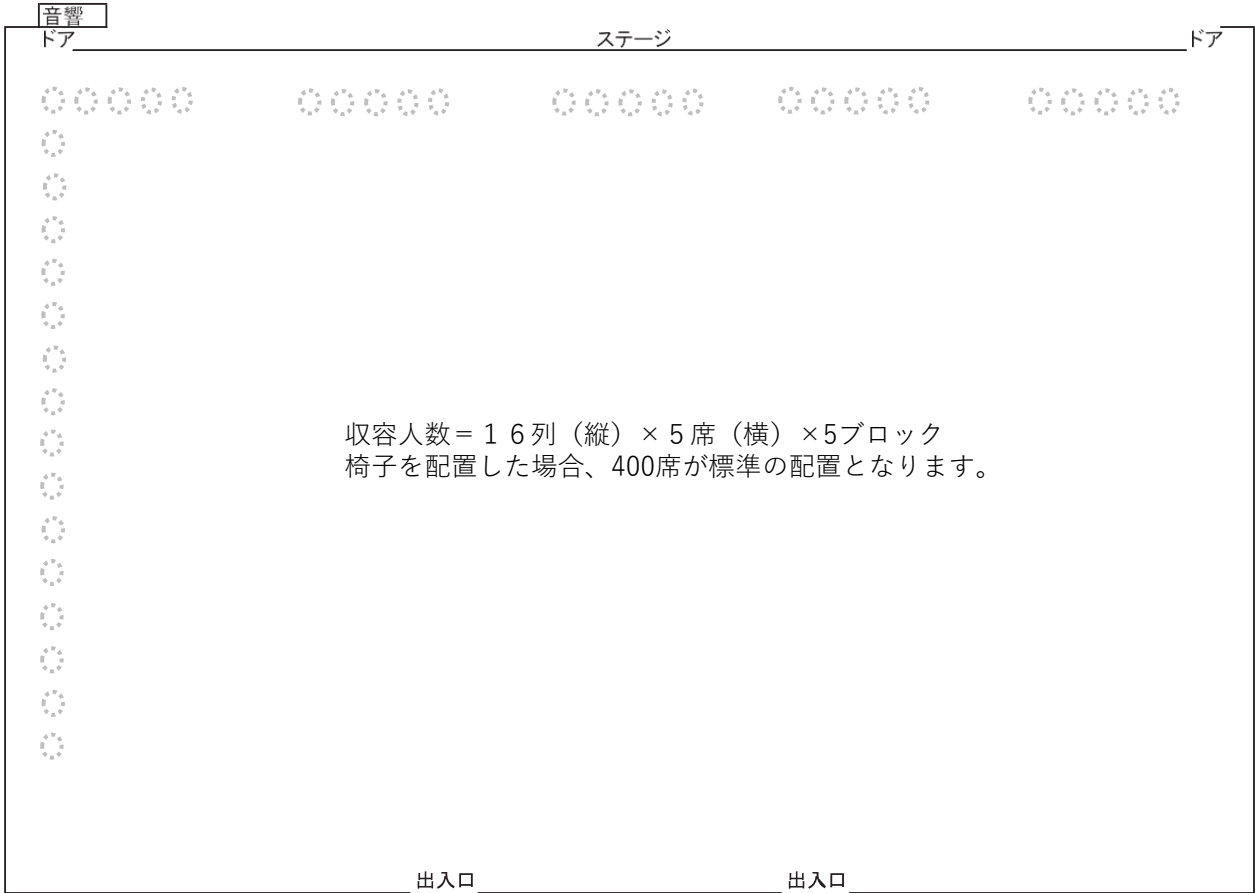 音響
ドア
ステージ
ドア
収容人数＝１６列（縦）×５席（横）×5ブロック
椅子を配置した場合、400席が標準の配置となります。
出入口
出入口